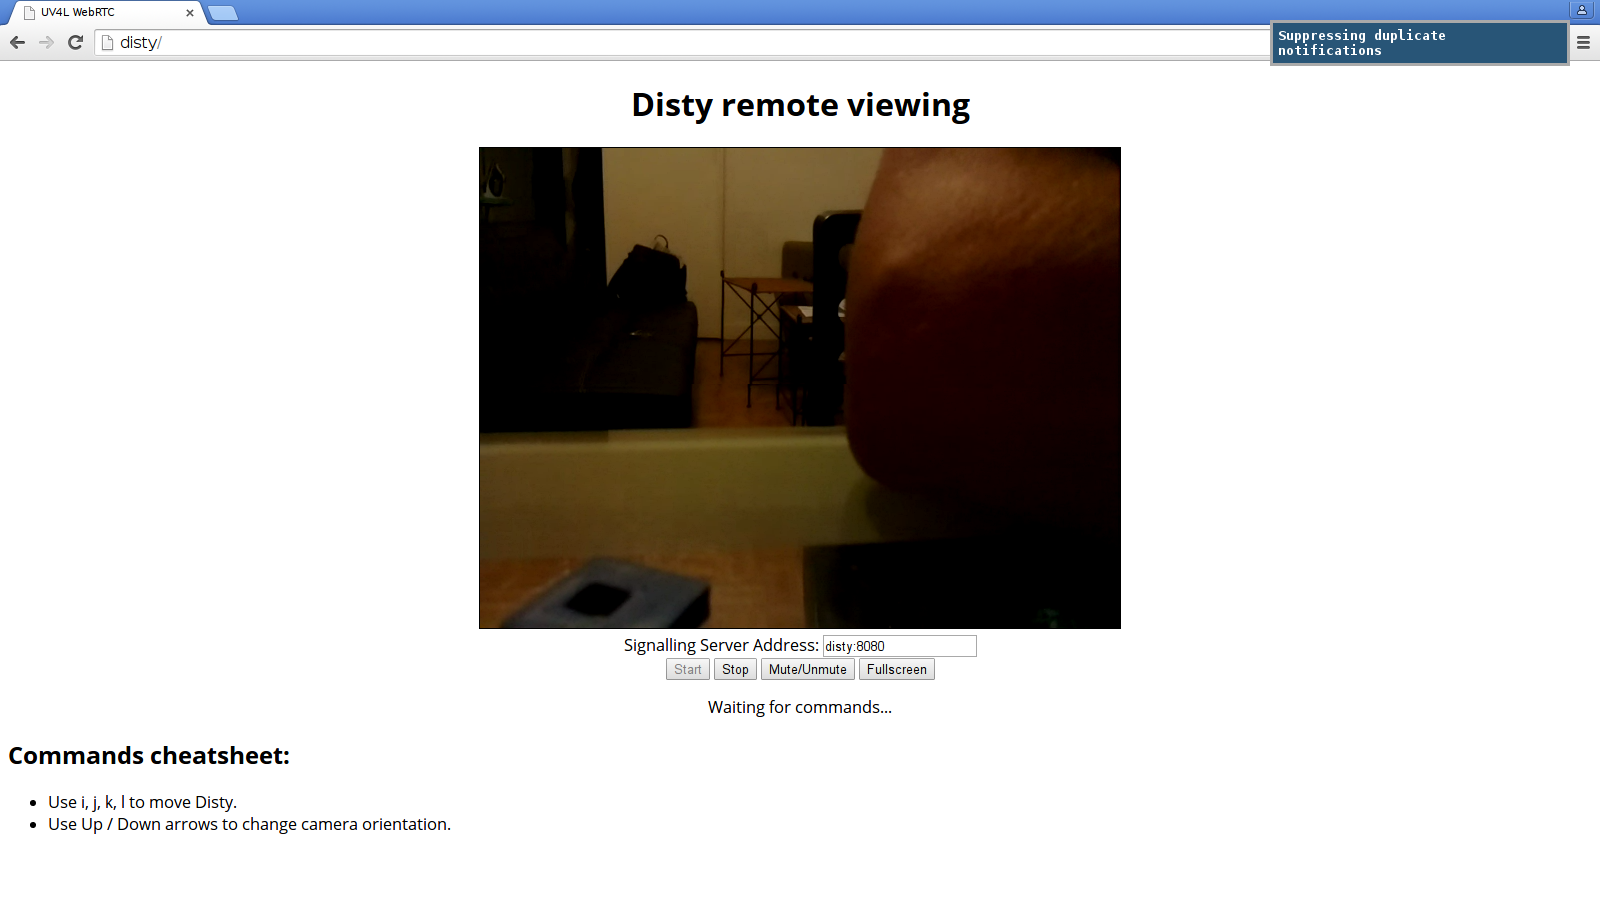 UV4L WebRTC
disty/
Suppressing duplicate
notifications
Disty remote viewing
Signalling Server Address: disty:8080
Start Stop Mute/Unmute Fullscreen
Waiting for commands...
Commands cheatsheet:
Use i, j, k, l to move Disty.
Use Up / Down arrows to change camera orientation.